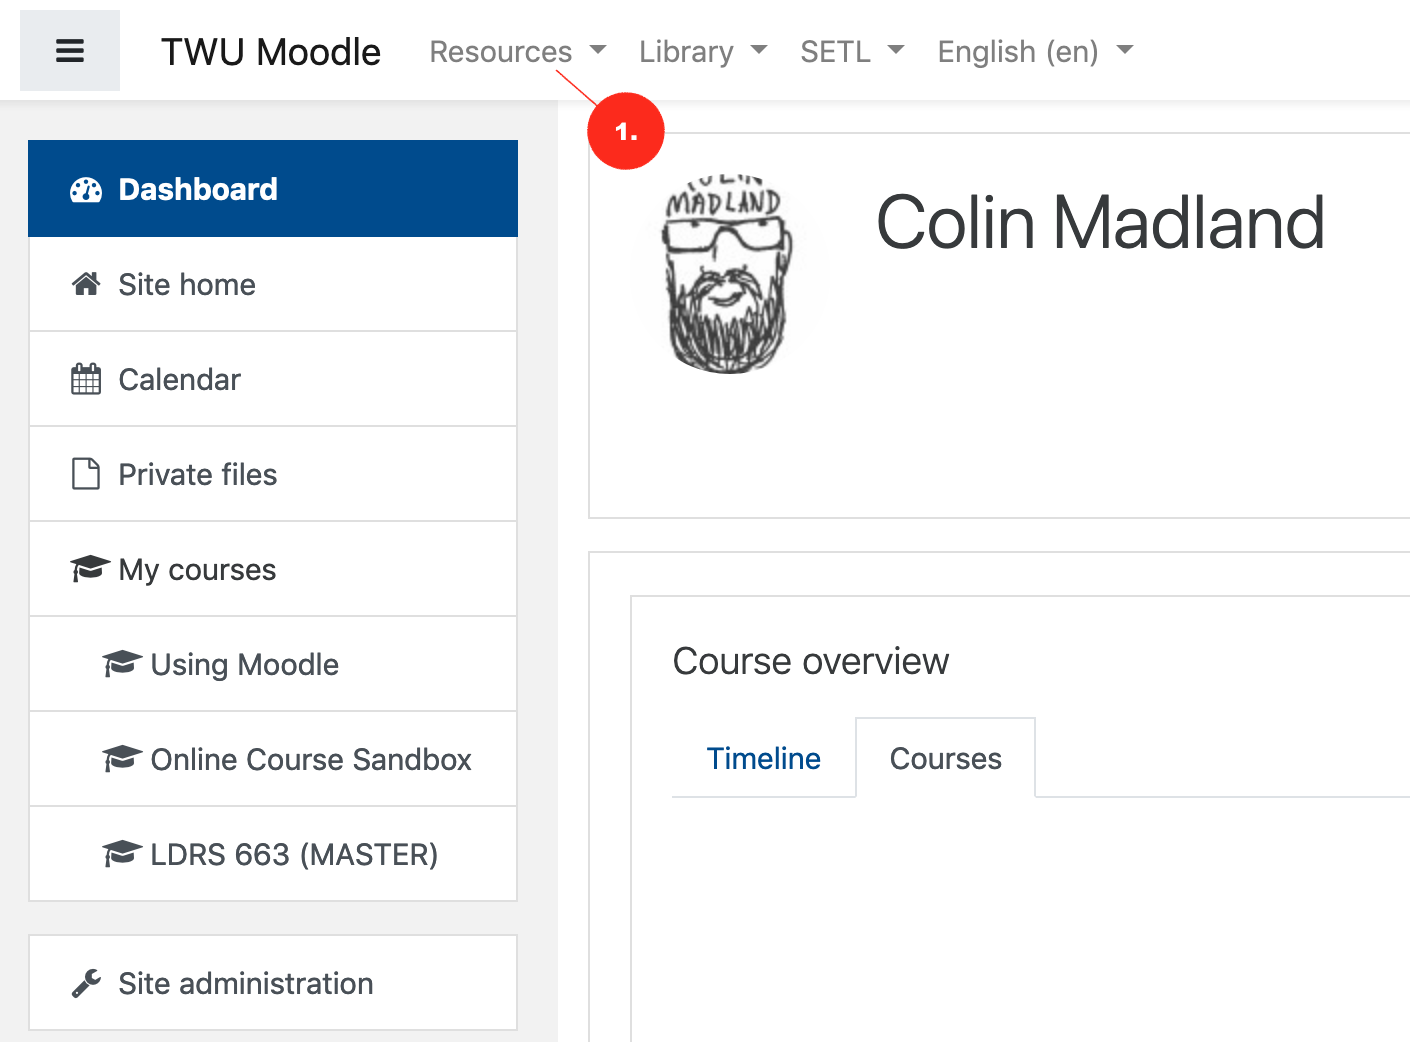 TWU Moodle Resources Library SETL English (en)
1.
Dashboard
Site home
Calendar
Private files
My courses
Using Moodle
Online Course Sandbox
LDRS 663 (MASTER)
Site administration
MADLAND
Colin Madland
Course overview
Timeline Courses